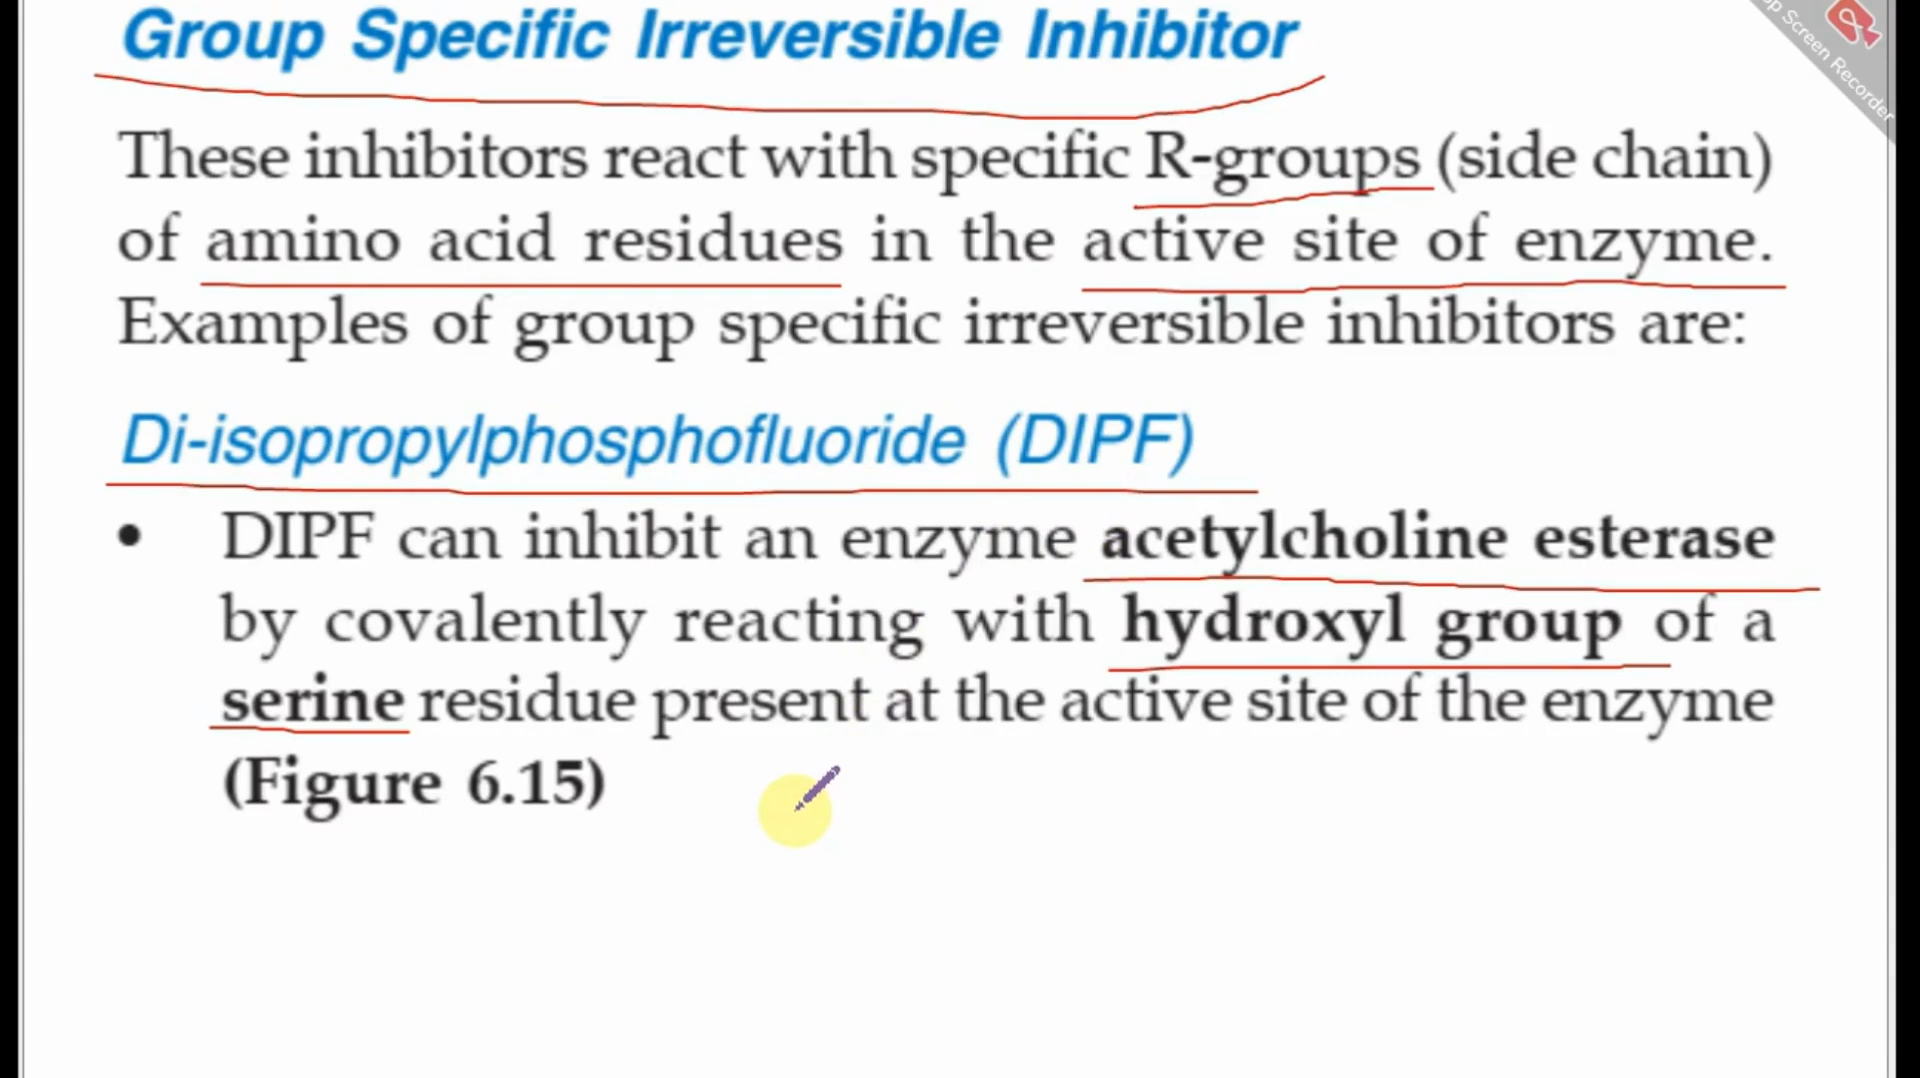 Group Specific Irreversible Inhibitor
These inhibitors react with specific R-groups (side chain)
of amino acid residues in the active site of enzyme.
Examples of group specific irreversible inhibitors are:
Di-isopropylphosphofluoride (DIPF)
• DIPF can inhibit an enzyme acetylcholine esterase
by covalently reacting with hydroxyl group of a
serine residue present at the active site of the enzyme
(Figure 6.15)
Screen Recorder